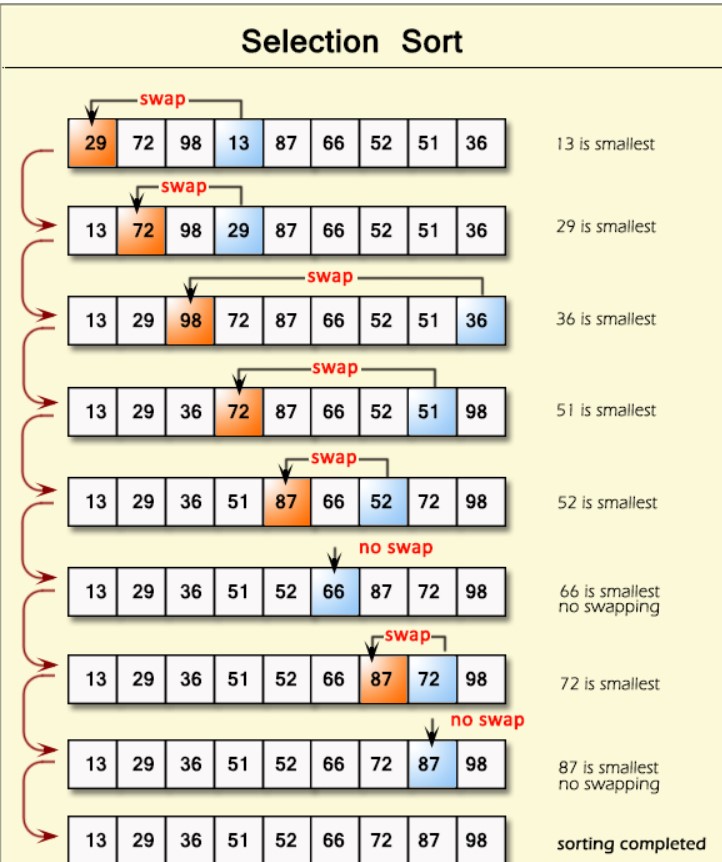 Selection Sort
swap
29 72 98 13 87 66 52 51 36 13 is smallest
swap
13 72 98 29 87 66 52 51 36 29 is smallest
swap
13 29 98 72 87 66 52 51 36 36 is smallest
swap
13 29 36 72 87 66 52 51 98 51 is smallest
swap
13 29 36 51 87 66 52 72 98 52 is smallest
no swap
13 29 36 51 52 66 87 72 98 66 is smallest
no swapping
swap
13 29 36 51 52 66 87 72 98 72 is smallest
no swap
13 29 36 51 52 66 72 87 98 87 is smallest
no swapping
13 29 36 51 52 66 72 87 98 sorting completed